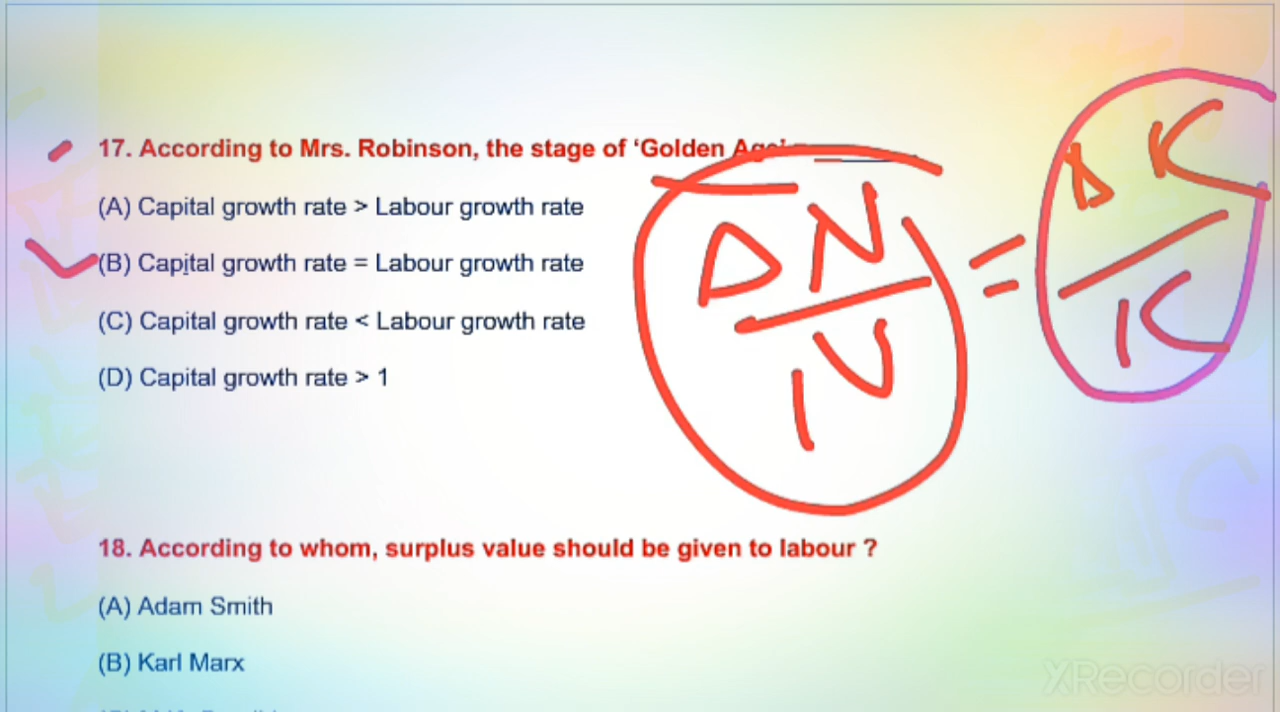 17. According to Mrs. Robinson, the stage of ‘Golden Age’ =
(A) Capital growth rate > Labour growth rate
(B) Capital growth rate = Labour growth rate
(C) Capital growth rate < Labour growth rate
(D) Capital growth rate > 1
ΔN/N = ΔK/K
18. According to whom, surplus value should be given to labour ?
(A) Adam Smith
(B) Karl Marx
XRecorder